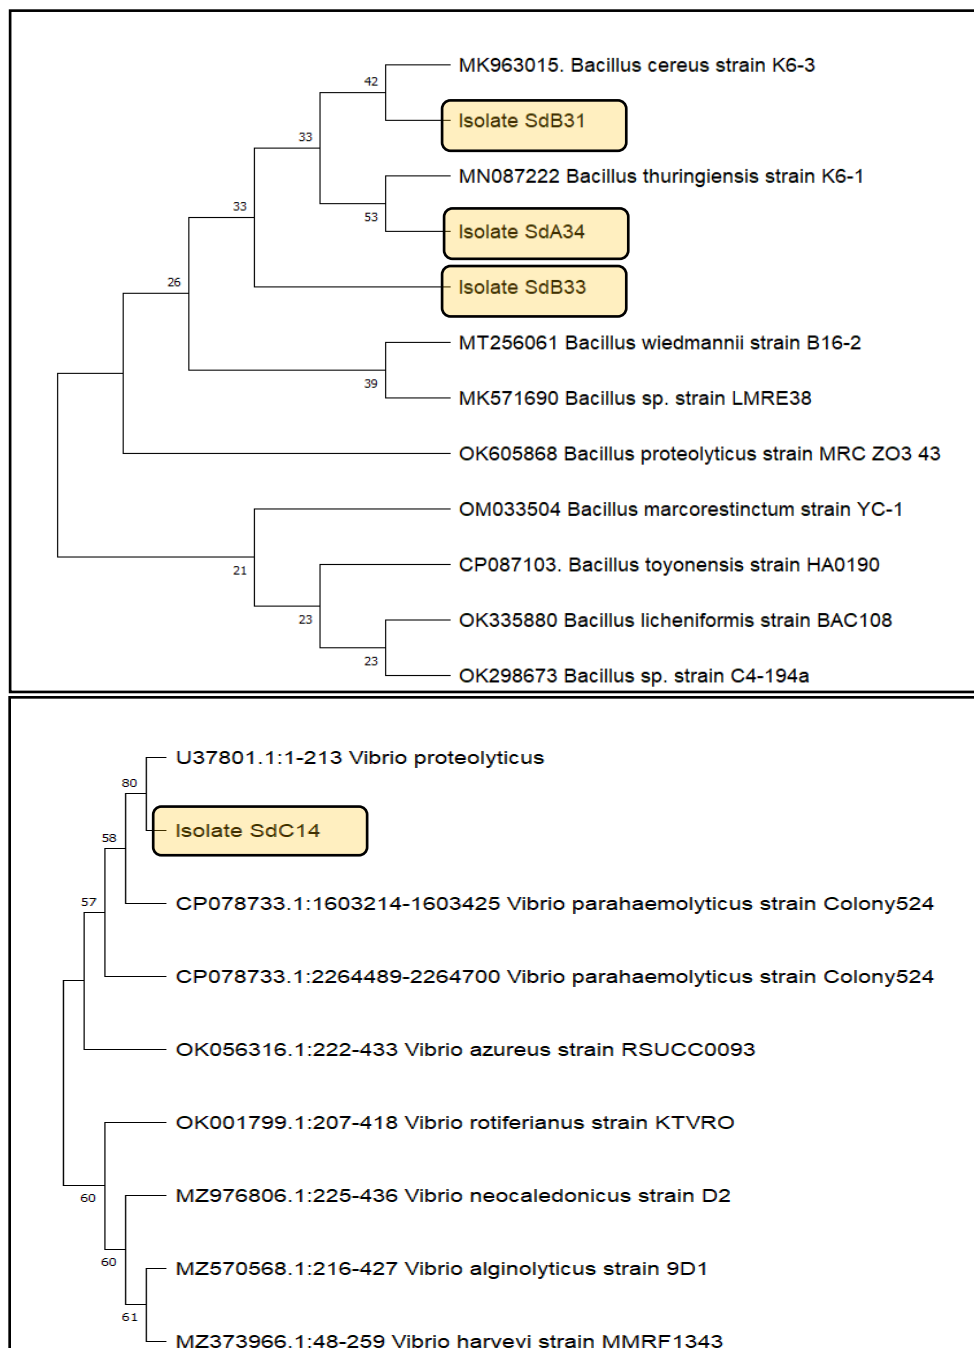 MK963015. Bacillus cereus strain K6-3
42
Isolate SdB31
33
MN087222 Bacillus thuringiensis strain K6-1
33
53
Isolate SdA34
26
Isolate SdB33
MT256061 Bacillus wiedmannii strain B16-2
39
MK571690 Bacillus sp. strain LMRE38
OK605868 Bacillus proteolyticus strain MRC ZO3 43
OM033504 Bacillus marcorestinctum strain YC-1
21
CP087103. Bacillus toyonensis strain HA0190
23
OK335880 Bacillus licheniformis strain BAC108
23
OK298673 Bacillus sp. strain C4-194a
U37801.1:1-213 Vibrio proteolyticus
80
Isolate SdC14
58
CP078733.1:1603214-1603425 Vibrio parahaemolyticus strain Colony524
57
CP078733.1:2264489-2264700 Vibrio parahaemolyticus strain Colony524
OK056316.1:222-433 Vibrio azureus strain RSUCC0093
OK001799.1:207-418 Vibrio rotiferianus strain KTVRO
60
MZ976806.1:225-436 Vibrio neocaledonicus strain D2
60
MZ570568.1:216-427 Vibrio alginolyticus strain 9D1
61
MZ373966.1:48-259 Vibrio harveyi strain MMRF1343